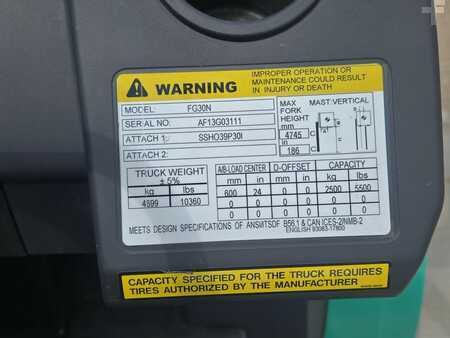 WARNING
IMPROPER OPERATION OR
MAINTENANCE COULD RESULT
IN INJURY OR DEATH
MODEL: FG30N
SERIAL NO: AF13G03111
ATTACH 1: SSHO39P30I
ATTACH 2:
MAX FORK HEIGHT
MAST: VERTICAL
mm
4745
in
186
C
C
TRUCK WEIGHT
± 5%
kg lbs
4699 10360
A/B-LOAD CENTER D-OFFSET CAPACITY
mm in mm in kg lbs
600 24 0 0 2500 5500
0 0 0 0 0 0
0 0 0 0 0 0
MEETS DESIGN SPECIFICATIONS OF ANSI/ITSDF B56.1 & CAN ICES-2/NMB-2
ENGLISH 93083-17800
CAPACITY SPECIFIED FOR THE TRUCK REQUIRES
TIRES AUTHORIZED BY THE MANUFACTURER